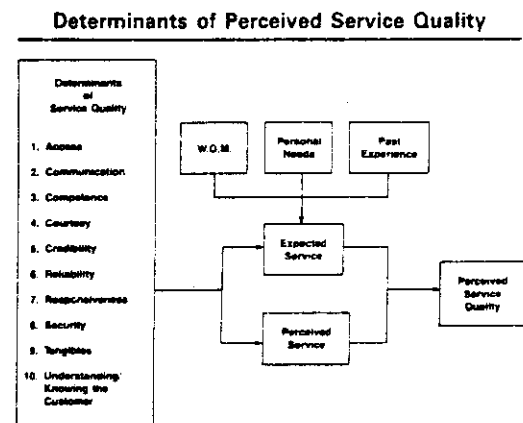 Determinants of Perceived Service Quality
Determinants
of
Service Quality
1. Access
2. Communication
3. Competence
4. Courtesy
5. Credibility
6. Reliability
7. Responsiveness
8. Security
9. Tangibles
10. Understanding/
Knowing the
Customer
W.O.M.
Personal
Needs
Past
Experience
Expected
Service
Perceived
Service
Perceived
Service
Quality